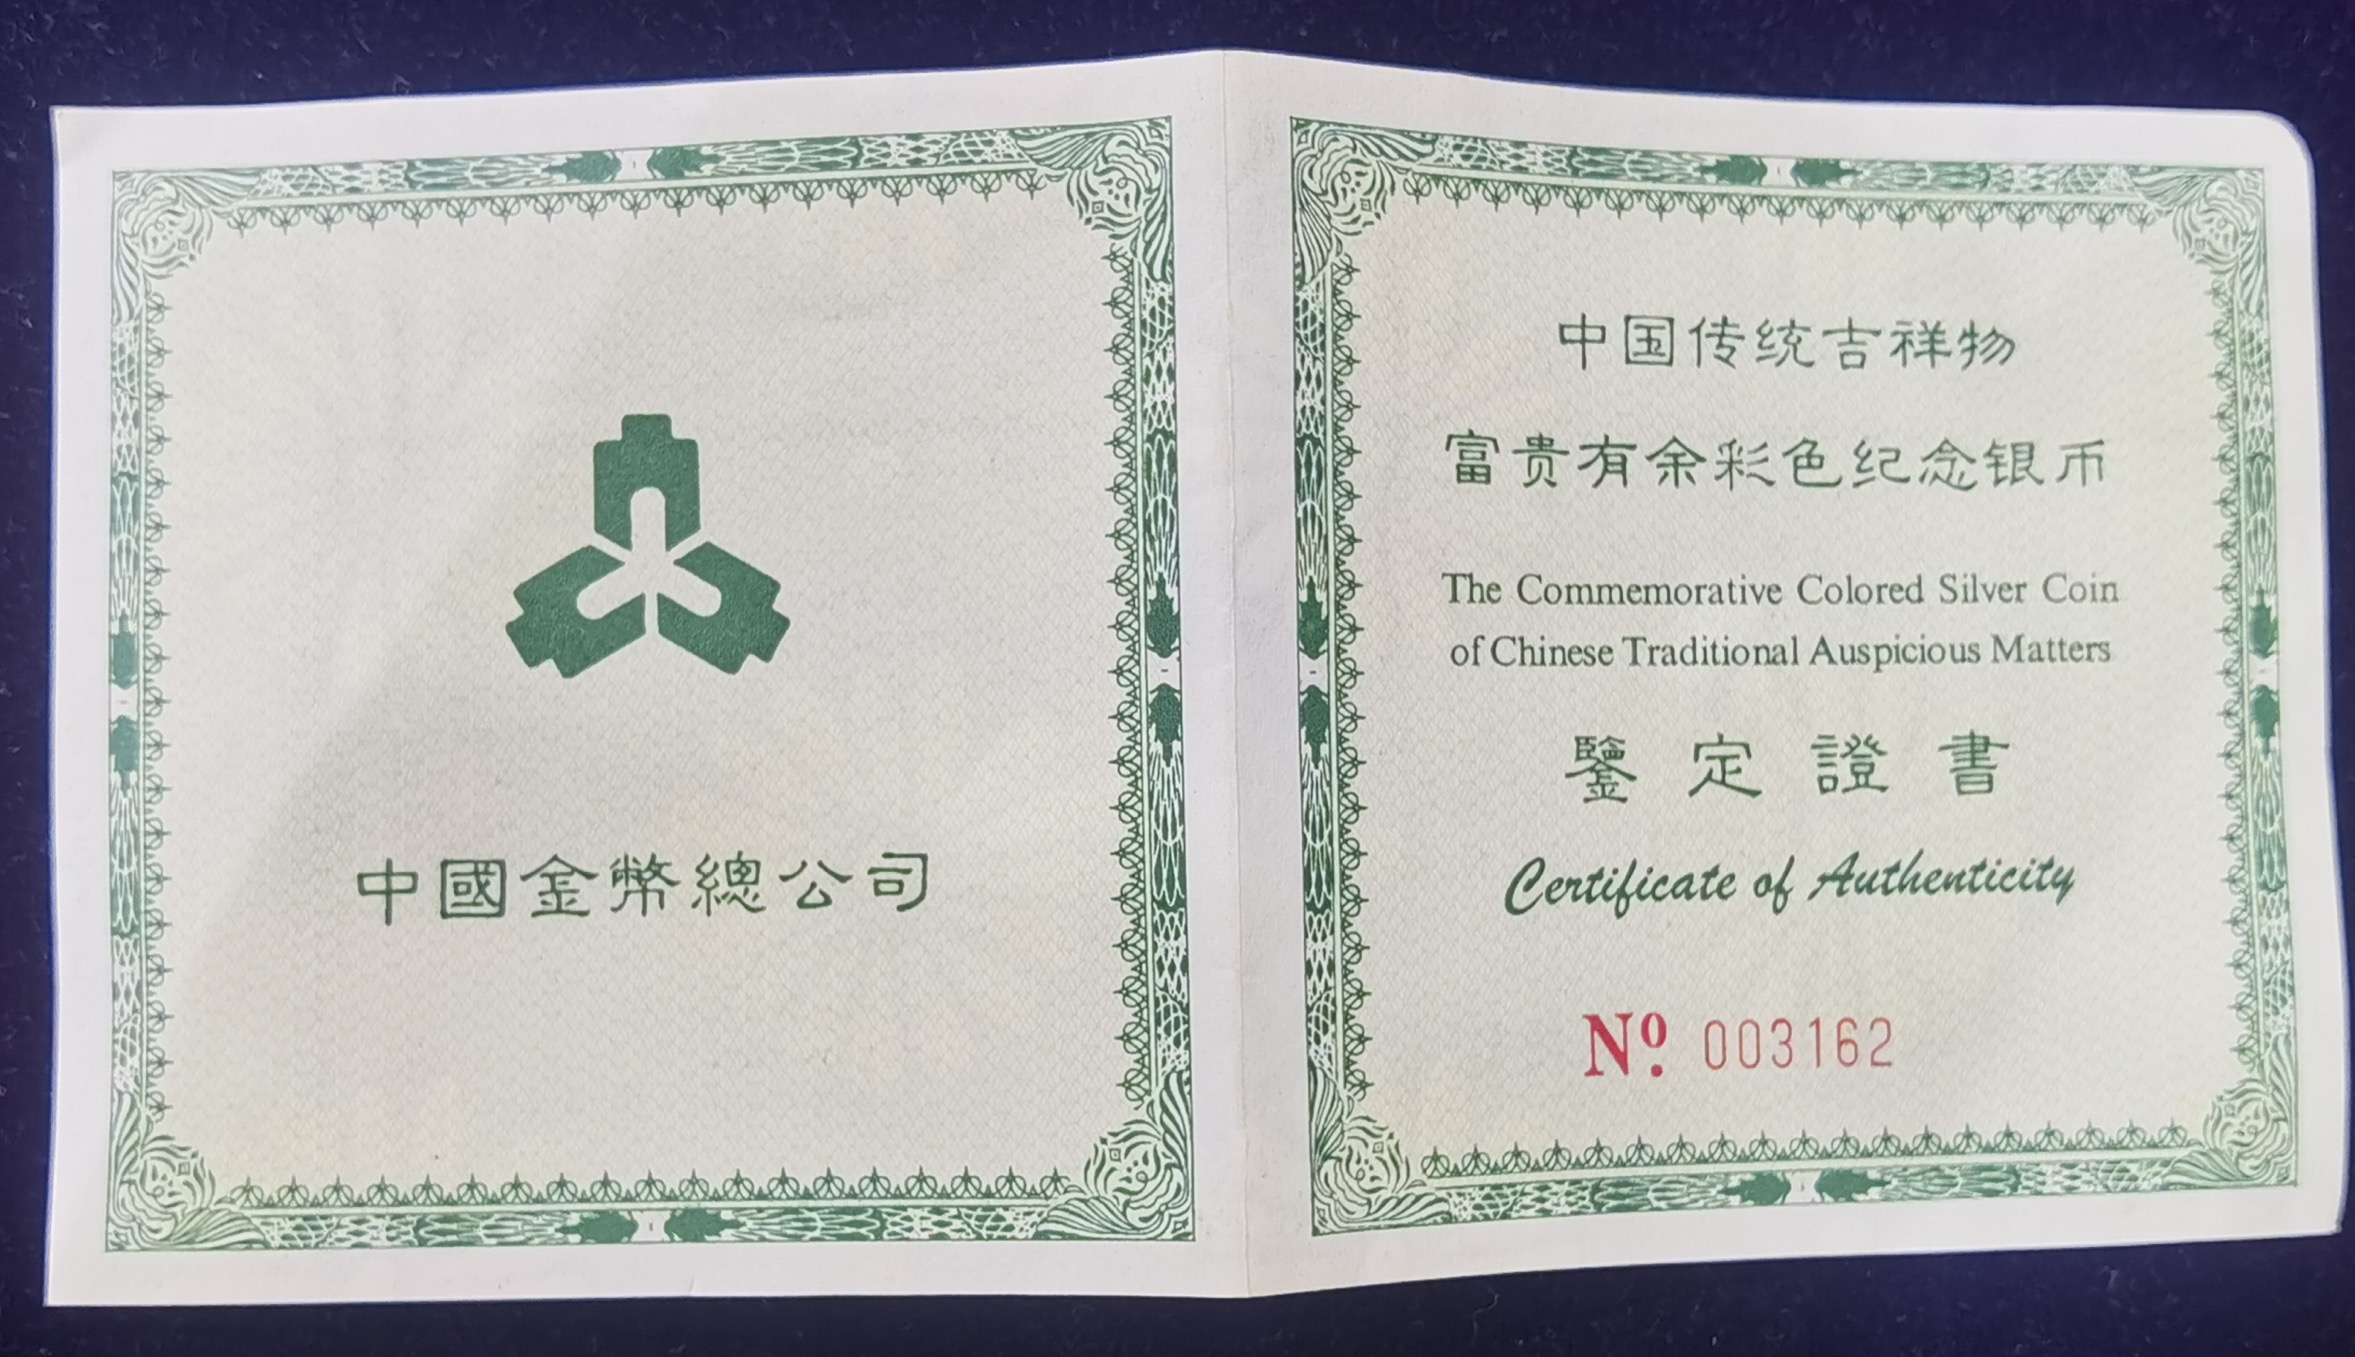 中國金幣總公司
中国传统吉祥物
富贵有余彩色纪念银币
The Commemorative Colored Silver Coin
of Chinese Traditional Auspicious Matters
鑒定證書
Certificate of Authenticity
Nº. 003162